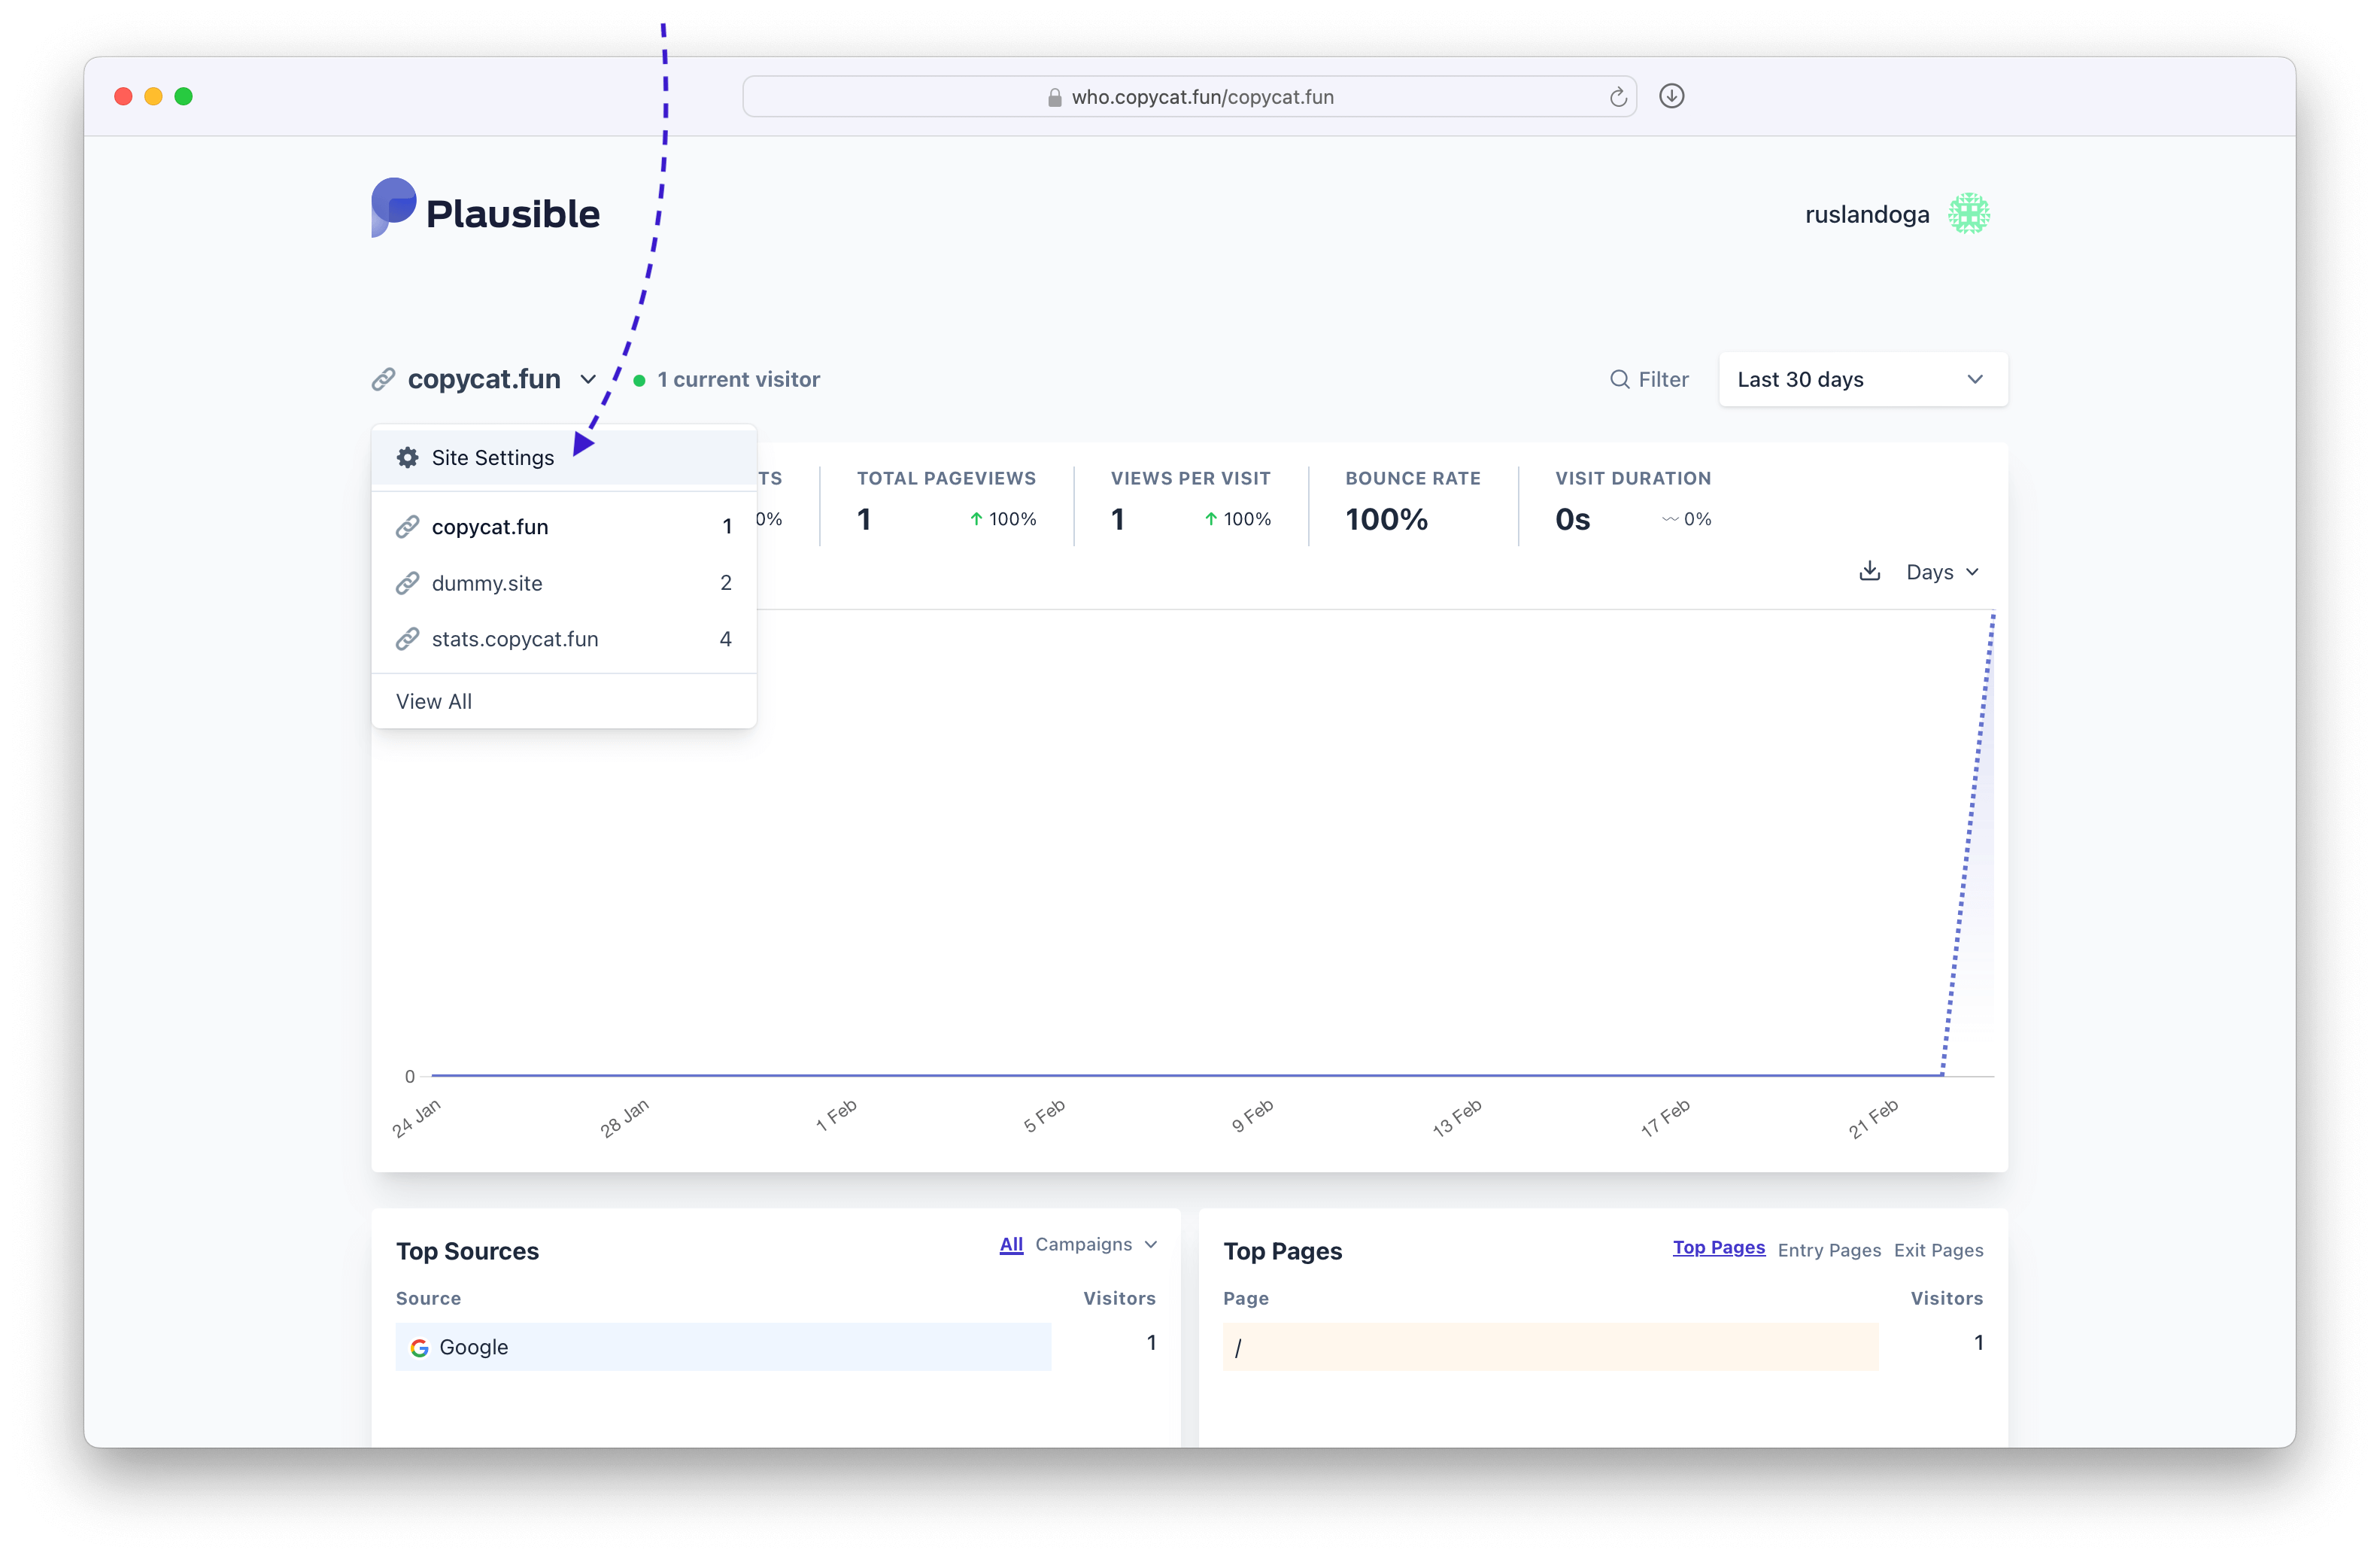 who.copycat.fun/copycat.fun
Plausible
ruslandoga
copycat.fun
1 current visitor
Filter
Last 30 days
Site Settings
copycat.fun 1
dummy.site 2
stats.copycat.fun 4
View All
TS
0%
TOTAL PAGEVIEWS
1 100%
VIEWS PER VISIT
1 100%
BOUNCE RATE
100%
VISIT DURATION
0s 0%
Days
0
24 Jan
28 Jan
1 Feb
5 Feb
9 Feb
13 Feb
17 Feb
21 Feb
Top Sources
All Campaigns
Source Visitors
Google 1
Top Pages
Top Pages Entry Pages Exit Pages
Page Visitors
/ 1